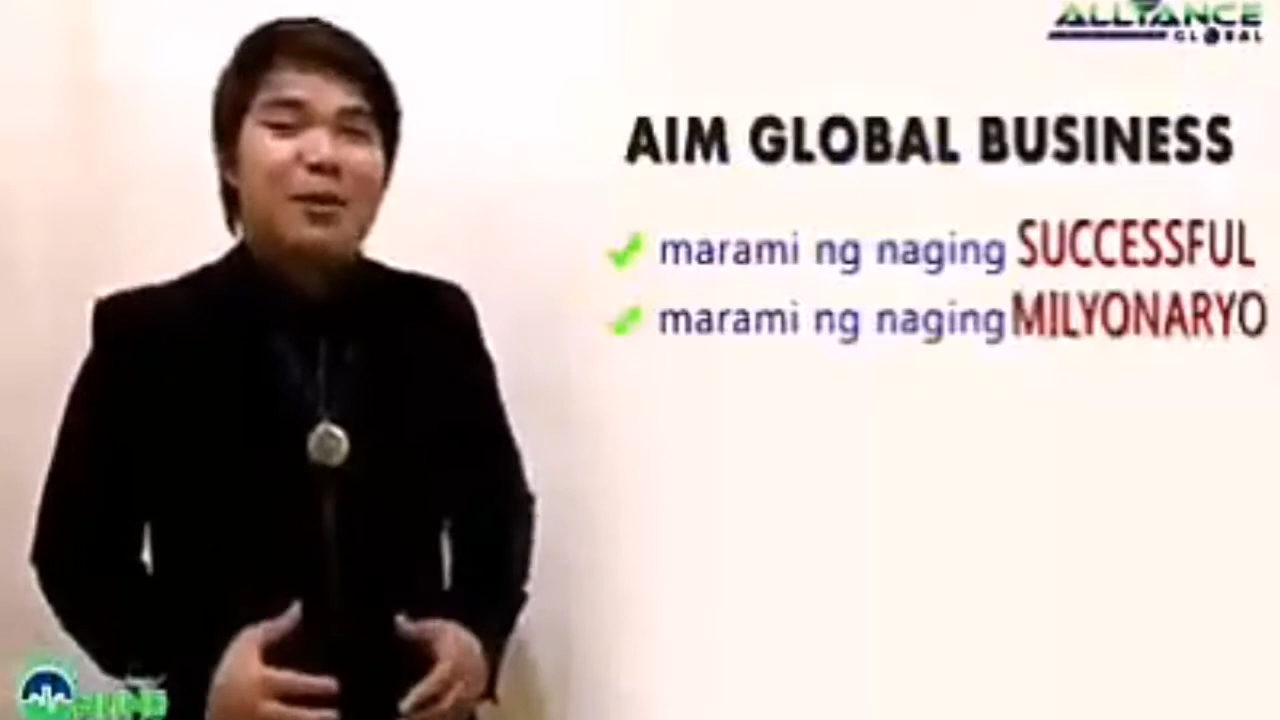 ALLIANCE
GLOBAL
AIM GLOBAL BUSINESS
marami ng naging SUCCESSFUL
marami ng naging MILYONARYO